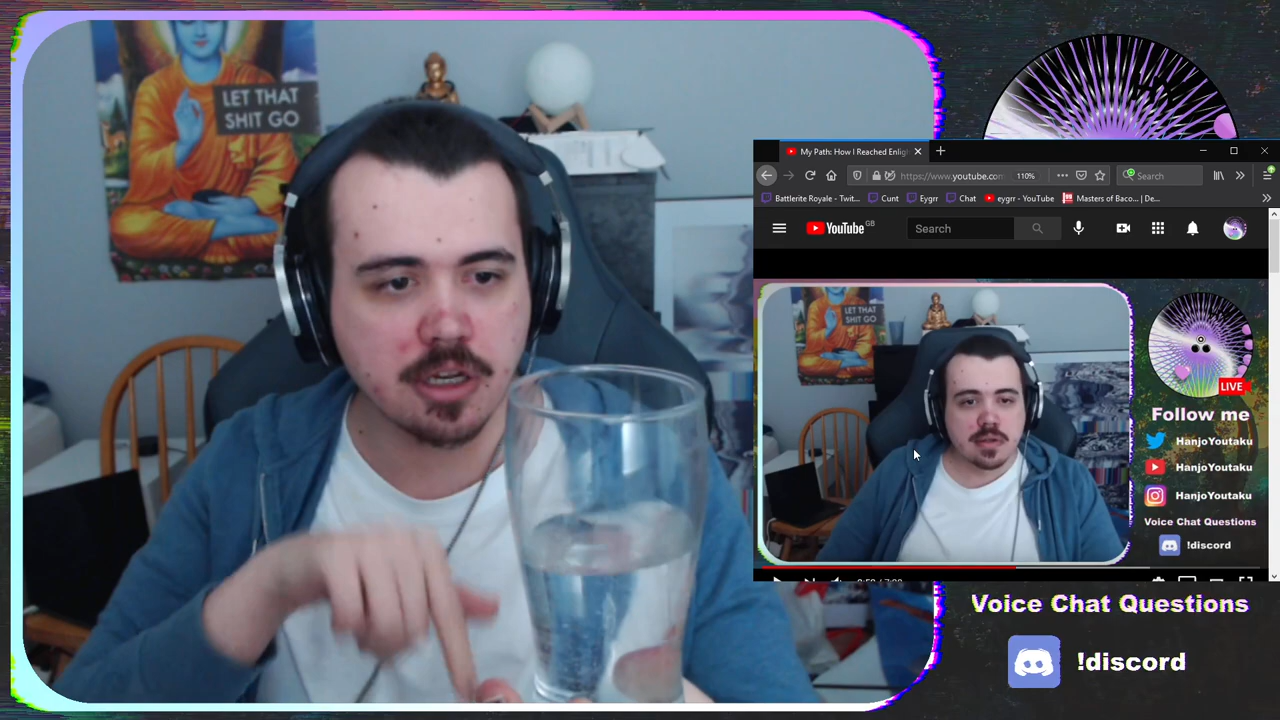 LET THAT
SHIT GO
My Path: How I Reached Enlig
https://www.youtube.com
110%
Search
Battlerite Royale - Twit...
Cunt
Eygrr
Chat
eygrr - YouTube
Masters of Baco... | De...
YouTube GB
Search
LET THAT
SHIT GO
LIVE
Follow me
HanjoYoutaku
HanjoYoutaku
HanjoYoutaku
Voice Chat Questions
!discord
Voice Chat Questions
!discord